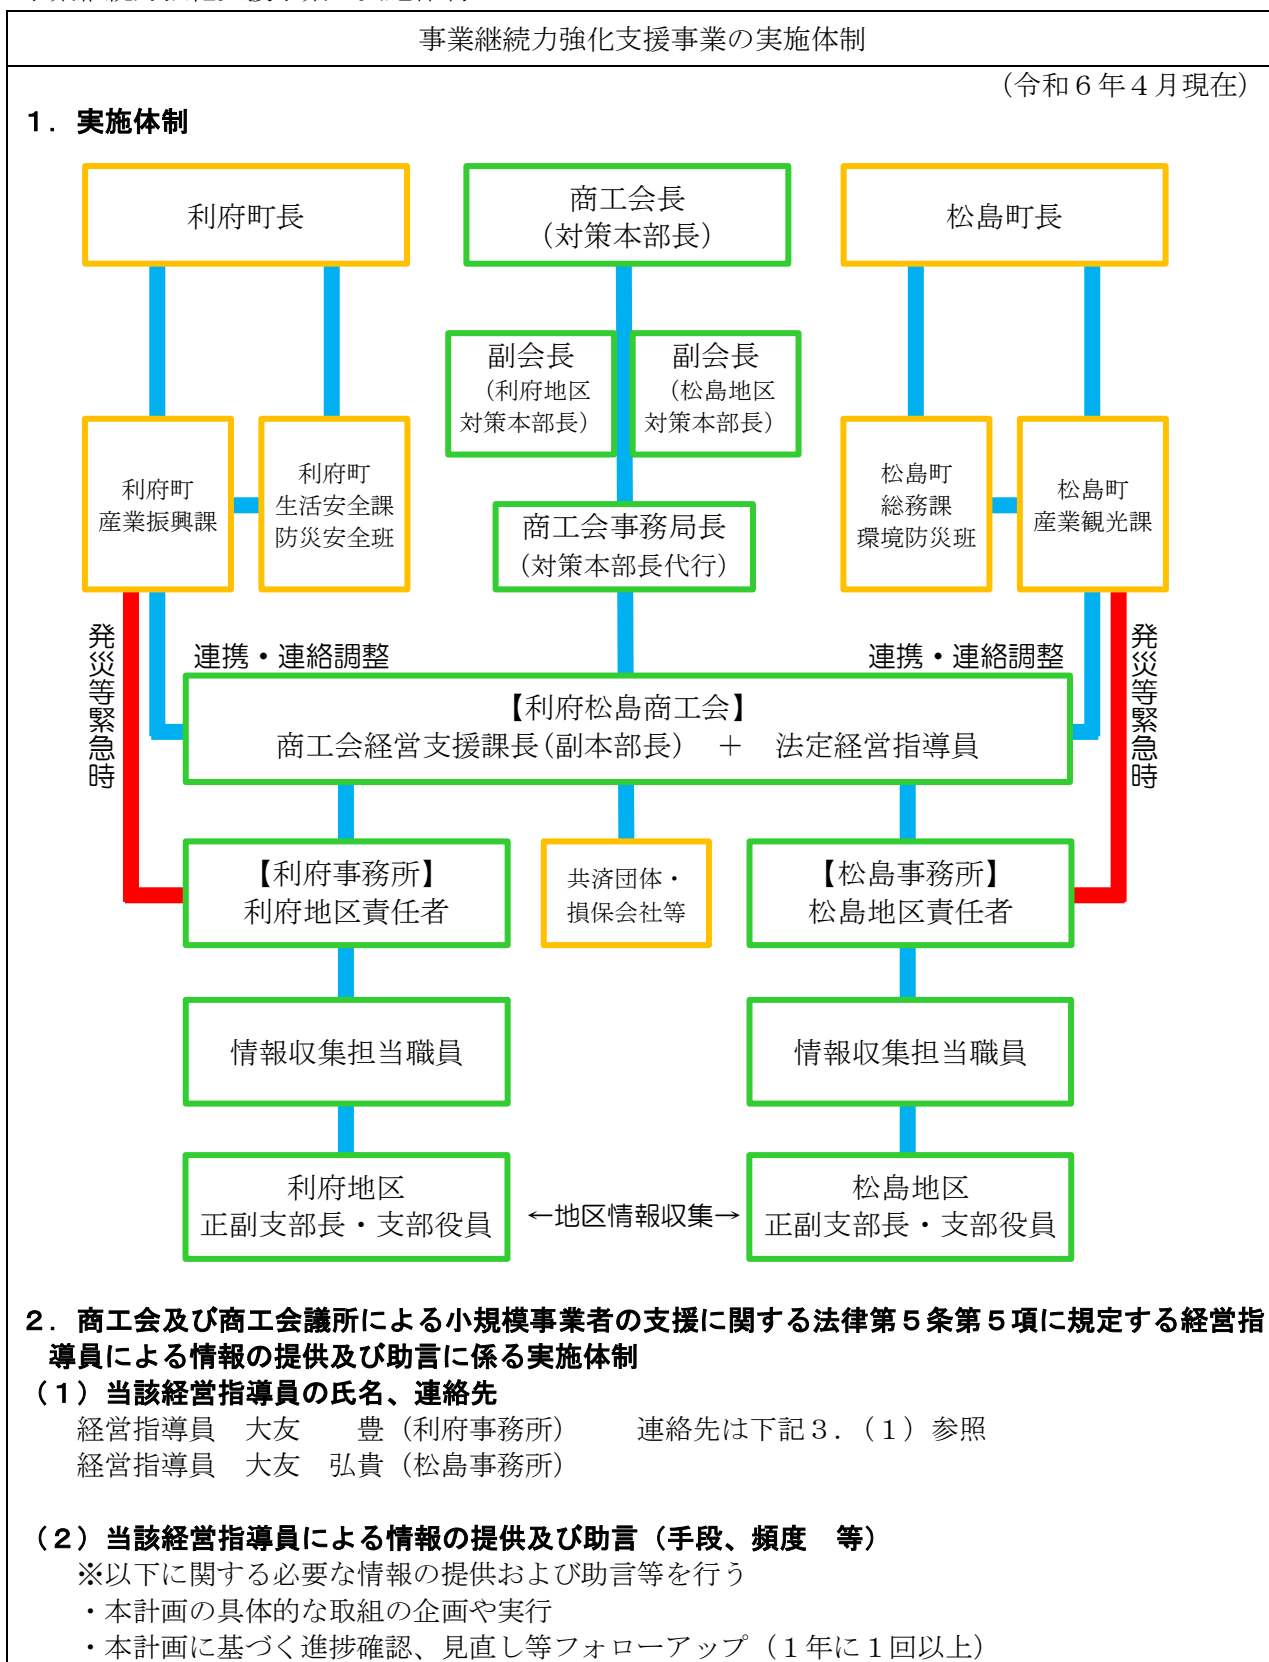 事業継続力強化支援事業の実施体制
（令和６年４月現在）
１．実施体制
利府町長
商工会長
（対策本部長）
松島町長
副会長
（利府地区
対策本部長）
副会長
（松島地区
対策本部長）
利府町
産業振興課
利府町
生活安全課
防災安全班
商工会事務局長
（対策本部長代行）
松島町
総務課
環境防災班
松島町
産業観光課
発災等緊急時
連携・連絡調整
連携・連絡調整
発災等緊急時
【利府松島商工会】
商工会経営支援課長（副本部長）　＋　法定経営指導員
【利府事務所】
利府地区責任者
共済団体・
損保会社等
【松島事務所】
松島地区責任者
情報収集担当職員
情報収集担当職員
利府地区
正副支部長・支部役員
←地区情報収集→
松島地区
正副支部長・支部役員
２．商工会及び商工会議所による小規模事業者の支援に関する法律第５条第５項に規定する経営指
導員による情報の提供及び助言に係る実施体制
（１）当該経営指導員の氏名、連絡先
経営指導員　大友　　豊（利府事務所）　　連絡先は下記３．（１）参照
経営指導員　大友　弘貴（松島事務所）
（２）当該経営指導員による情報の提供及び助言（手段、頻度　等）
※以下に関する必要な情報の提供および助言等を行う
・本計画の具体的な取組の企画や実行
・本計画に基づく進捗確認、見直し等フォローアップ（１年に１回以上）